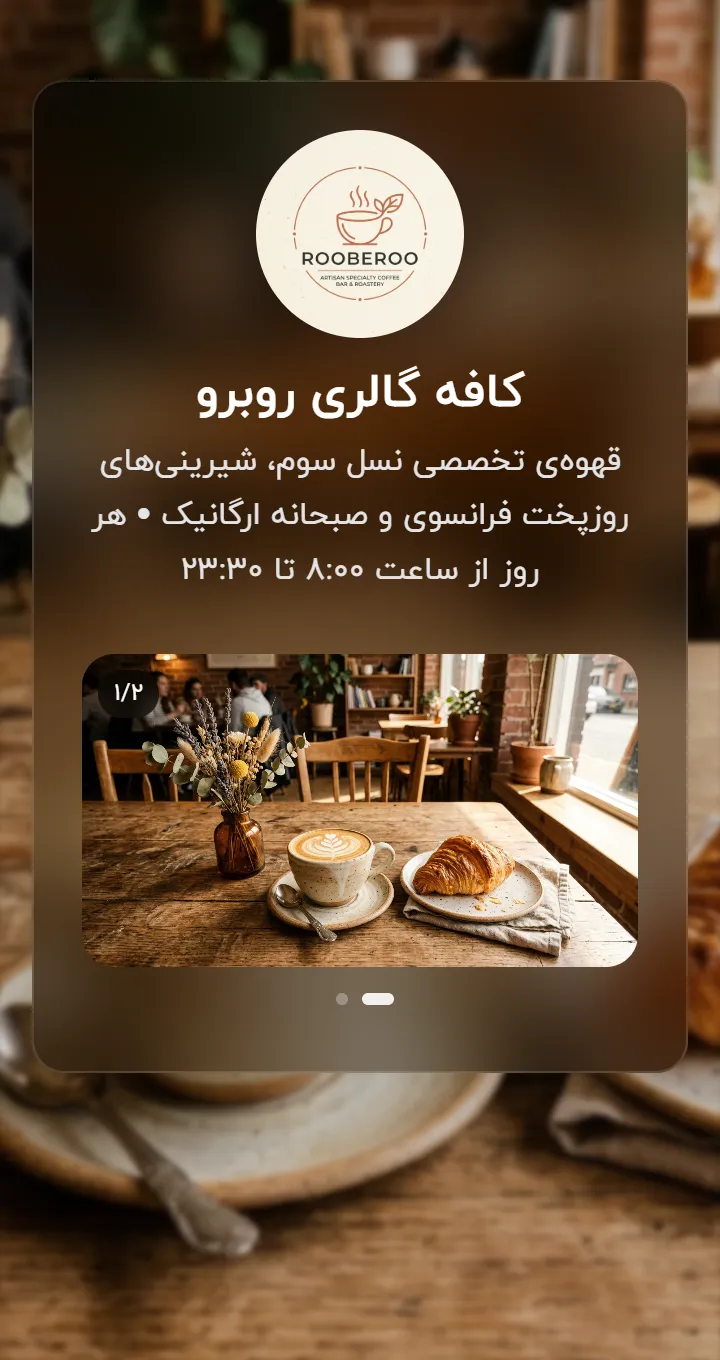 ROOBEROO
ARTISAN SPECIALTY COFFEE
BAR & ROASTERY
کافه گالری روبرو
قهوه‌ی تخصصی نسل سوم، شیرینی‌های
روزپخت فرانسوی و صبحانه ارگانیک • هر
روز از ساعت ۸:۰۰ تا ۲۳:۳۰
۱/۲